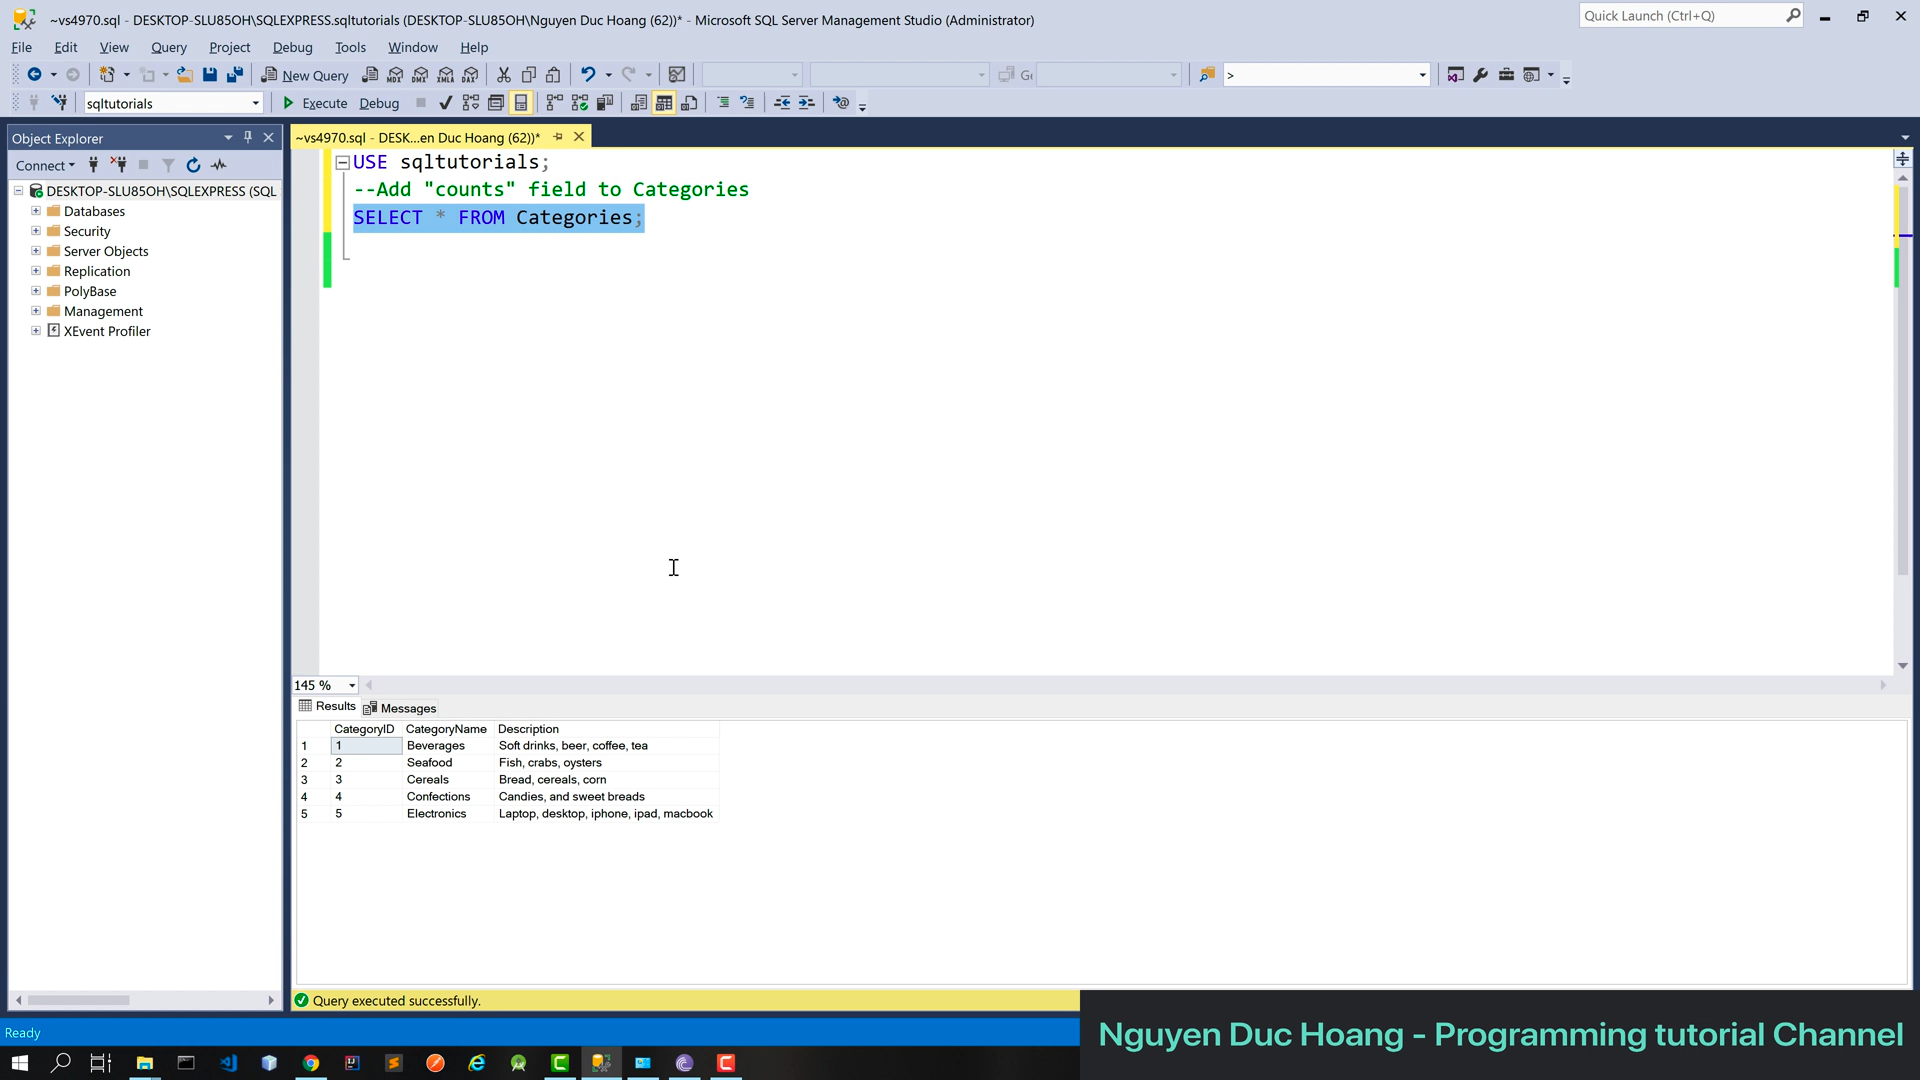 ~vs4970.sql - DESKTOP-SLU85OH\SQLEXPRESS.sqltutorials (DESKTOP-SLU85OH\Nguyen Duc Hoang (62))* - Microsoft SQL Server Management Studio (Administrator)
Quick Launch (Ctrl+Q)
File Edit View Query Project Debug Tools Window Help
New Query MDX DMX XMLA DAX >
sqltutorials Execute Debug
Object Explorer
~vs4970.sql - DESK...en Duc Hoang (62))*
Connect
DESKTOP-SLU85OH\SQLEXPRESS (SQL
Databases
Security
Server Objects
Replication
PolyBase
Management
XEvent Profiler
USE sqltutorials;
--Add "counts" field to Categories
SELECT * FROM Categories;
145 %
Results Messages
CategoryID CategoryName Description
1 1 Beverages Soft drinks, beer, coffee, tea
2 2 Seafood Fish, crabs, oysters
3 3 Cereals Bread, cereals, corn
4 4 Confections Candies, and sweet breads
5 5 Electronics Laptop, desktop, iphone, ipad, macbook
Query executed successfully.
Ready
Nguyen Duc Hoang - Programming tutorial Channel